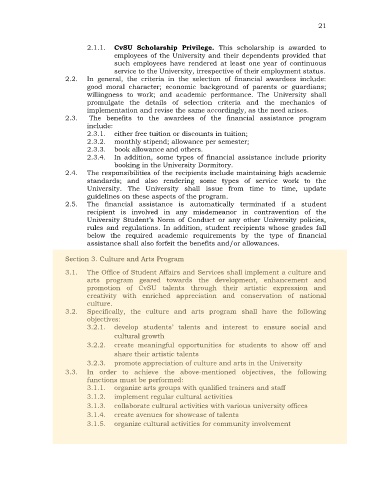 21
2.1.1. CvSU Scholarship Privilege. This scholarship is awarded to
employees of the University and their dependents provided that
such employees have rendered at least one year of continuous
service to the University, irrespective of their employment status.
2.2. In general, the criteria in the selection of financial awardees include:
good moral character; economic background of parents or guardians;
willingness to work; and academic performance. The University shall
promulgate the details of selection criteria and the mechanics of
implementation and revise the same accordingly, as the need arises.
2.3. The benefits to the awardees of the financial assistance program
include:
2.3.1. either free tuition or discounts in tuition;
2.3.2. monthly stipend; allowance per semester;
2.3.3. book allowance and others.
2.3.4. In addition, some types of financial assistance include priority
booking in the University Dormitory.
2.4. The responsibilities of the recipients include maintaining high academic
standards; and also rendering some types of service work to the
University. The University shall issue from time to time, update
guidelines on these aspects of the program.
2.5. The financial assistance is automatically terminated if a student
recipient is involved in any misdemeanor in contravention of the
University Student's Norm of Conduct or any other University policies,
rules and regulations. In addition, student recipients whose grades fall
below the required academic requirements by the type of financial
assistance shall also forfeit the benefits and/or allowances.
Section 3. Culture and Arts Program
3.1. The Office of Student Affairs and Services shall implement a culture and
arts program geared towards the development, enhancement and
promotion of CvSU talents through their artistic expression and
creativity with enriched appreciation and conservation of national
culture.
3.2. Specifically, the culture and arts program shall have the following
objectives:
3.2.1. develop students' talents and interest to ensure social and
cultural growth
3.2.2. create meaningful opportunities for students to show off and
share their artistic talents
3.2.3. promote appreciation of culture and arts in the University
3.3. In order to achieve the above-mentioned objectives, the following
functions must be performed:
3.1.1. organize arts groups with qualified trainers and staff
3.1.2. implement regular cultural activities
3.1.3. collaborate cultural activities with various university offices
3.1.4. create avenues for showcase of talents
3.1.5. organize cultural activities for community involvement